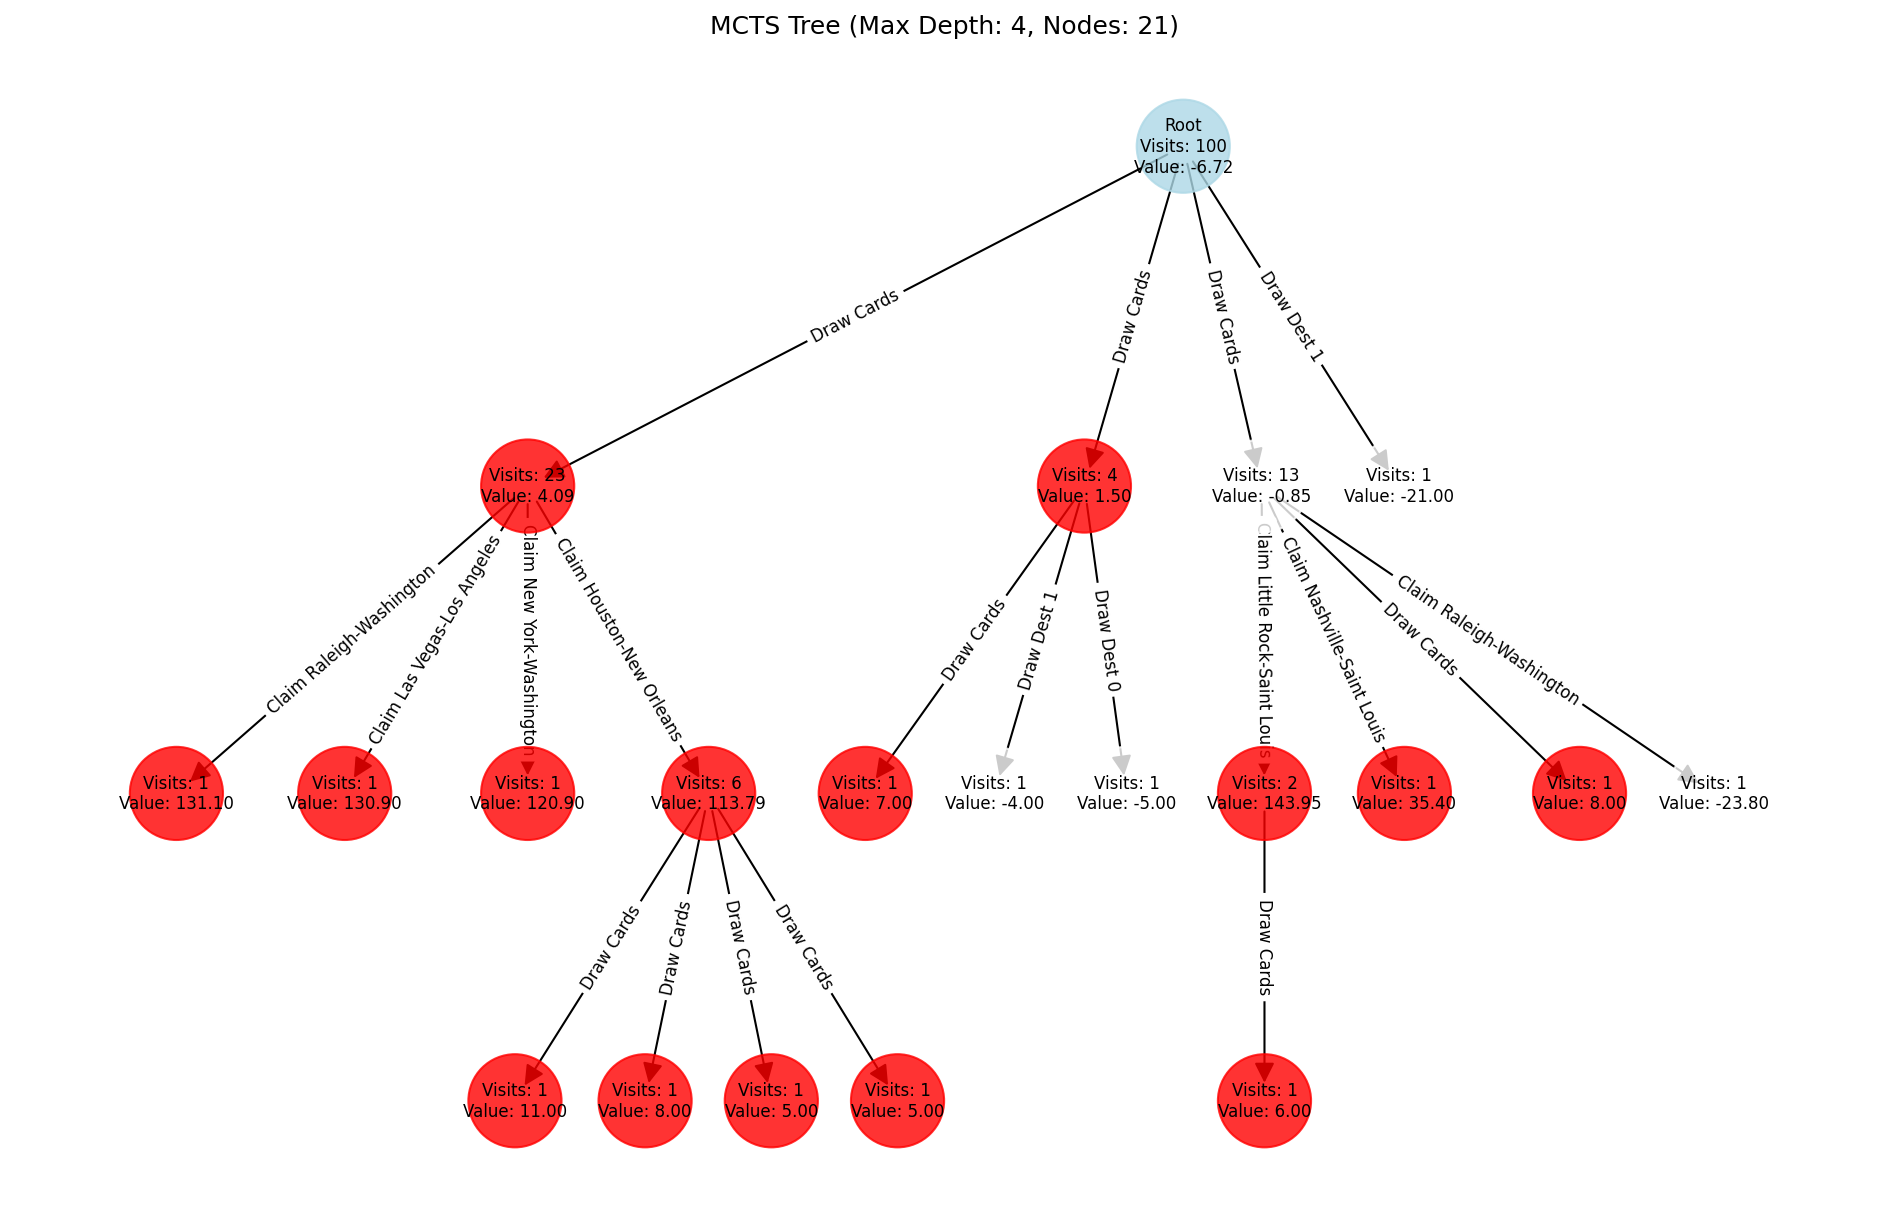 MCTS Tree (Max Depth: 4, Nodes: 21)
Root
Visits: 100
Value: -6.72
Draw Cards
Draw Cards
Draw Cards
Draw Dest 1
Visits: 23
Value: 4.09
Visits: 4
Value: 1.50
Visits: 13
Value: -0.85
Visits: 1
Value: -21.00
Claim Raleigh-Washington
Claim Las Vegas-Los Angeles
Claim New York-Washington
Claim Houston-New Orleans
Draw Cards
Draw Dest 1
Draw Dest 0
Claim Little Rock-Saint Louis
Claim Nashville-Saint Louis
Draw Cards
Claim Raleigh-Washington
Visits: 1
Value: 131.10
Visits: 1
Value: 130.90
Visits: 1
Value: 120.90
Visits: 6
Value: 113.79
Visits: 1
Value: 7.00
Visits: 1
Value: -4.00
Visits: 1
Value: -5.00
Visits: 2
Value: 143.95
Visits: 1
Value: 35.40
Visits: 1
Value: 8.00
Visits: 1
Value: -23.80
Draw Cards
Draw Cards
Draw Cards
Draw Cards
Draw Cards
Visits: 1
Value: 11.00
Visits: 1
Value: 8.00
Visits: 1
Value: 5.00
Visits: 1
Value: 5.00
Visits: 1
Value: 6.00